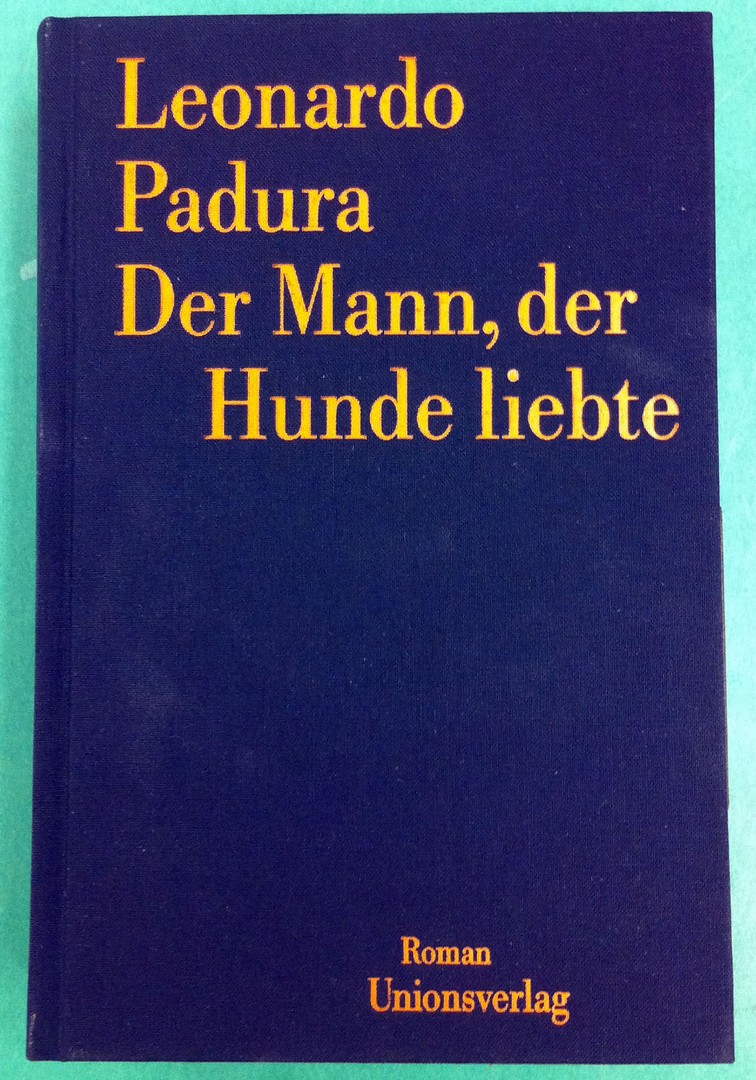 Leonardo
Padura
Der Mann, der
Hunde liebte
Roman
Unionsverlag